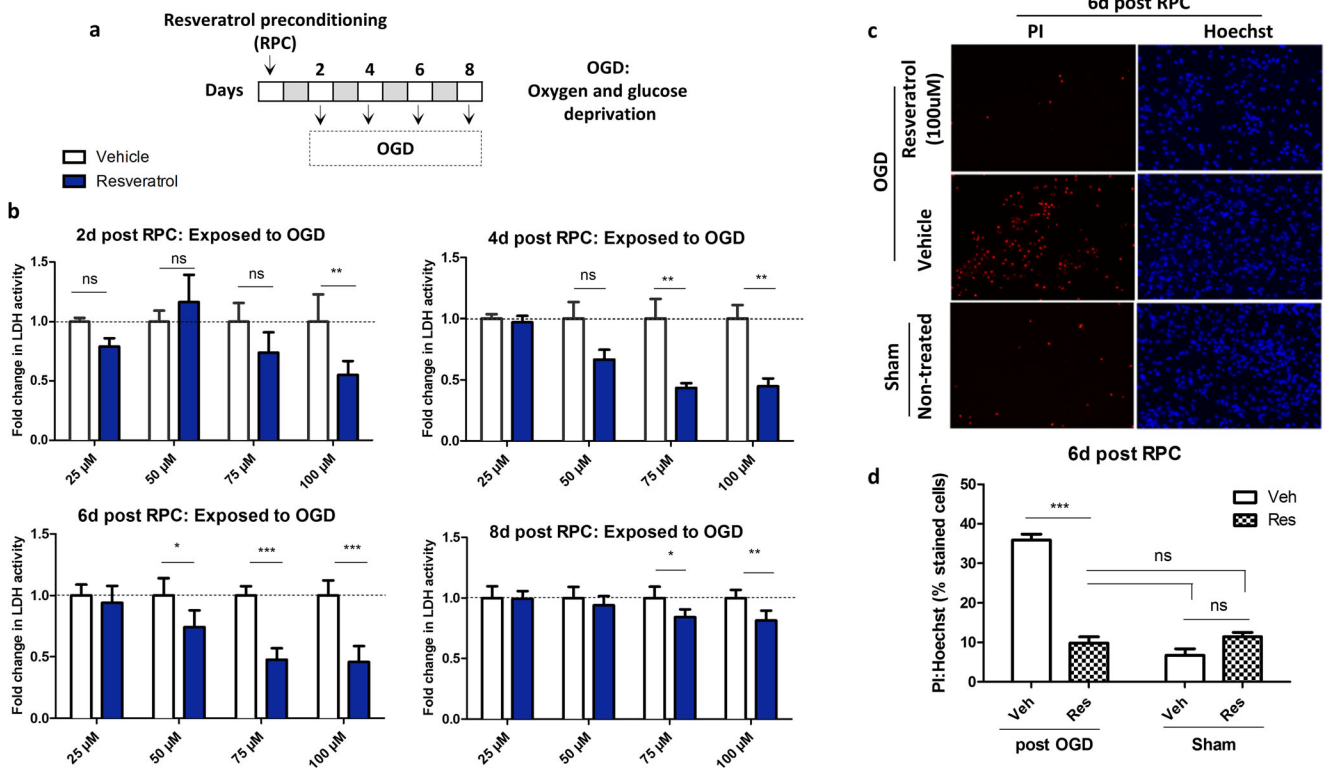 a
Resveratrol preconditioning
(RPC)
Days
2 4 6 8
OGD
OGD:
Oxygen and glucose
deprivation
Vehicle
Resveratrol
b
2d post RPC: Exposed to OGD
Fold change in LDH activity
1.5
1.0
0.5
0.0
ns
ns
ns
**
25 µM
50 µM
75 µM
100 µM
4d post RPC: Exposed to OGD
Fold change in LDH activity
1.5
1.0
0.5
0.0
ns
**
**
25 µM
50 µM
75 µM
100 µM
6d post RPC: Exposed to OGD
Fold change in LDH activity
1.5
1.0
0.5
0.0
*
***
***
25 µM
50 µM
75 µM
100 µM
8d post RPC: Exposed to OGD
Fold change in LDH activity
1.5
1.0
0.5
0.0
*
**
25 µM
50 µM
75 µM
100 µM
c
6d post RPC
PI
Hoechst
OGD
Resveratrol
(100uM)
Vehicle
Sham
Non-treated
d
6d post RPC
PI:Hoechst (% stained cells)
50
40
30
20
10
0
***
ns
ns
Veh
Res
Veh
Res
Veh
Res
post OGD
Sham